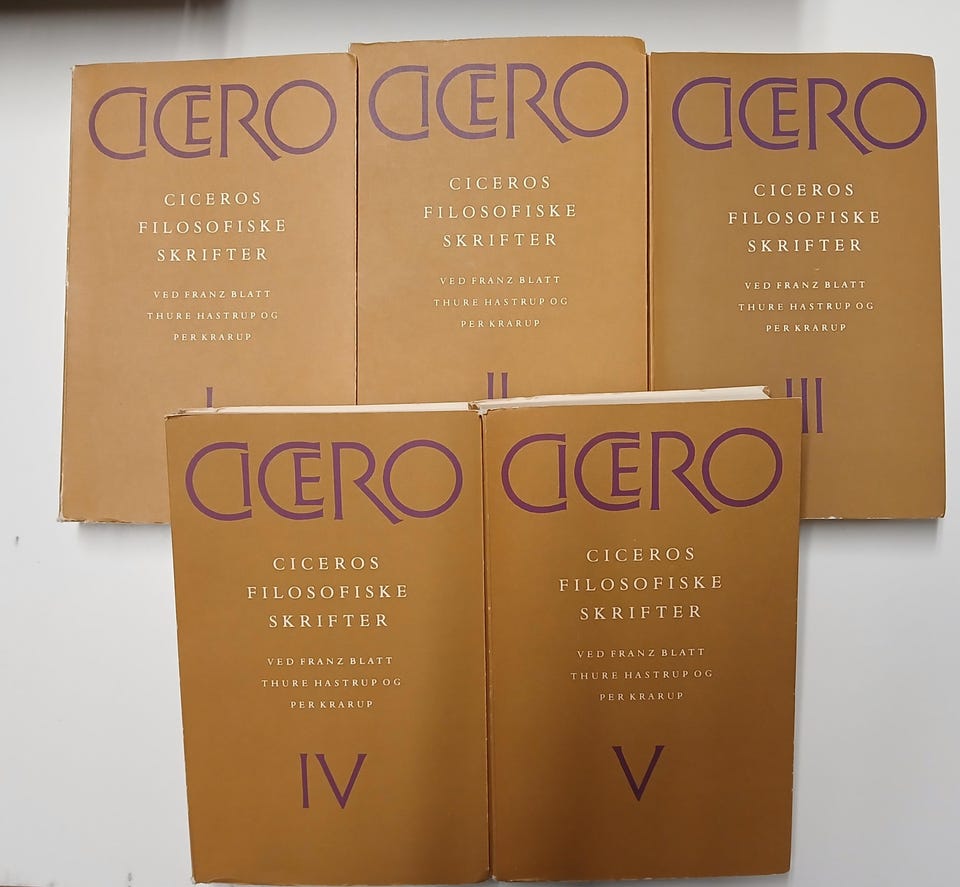 CICERO
CICEROS
FILOSOFISKE
SKRIFTER
VED FRANZ BLATT
THURE HASTRUP OG
PER KRARUP
I
CICERO
CICEROS
FILOSOFISKE
SKRIFTER
VED FRANZ BLATT
THURE HASTRUP OG
PER KRARUP
II
CICERO
CICEROS
FILOSOFISKE
SKRIFTER
VED FRANZ BLATT
THURE HASTRUP OG
PER KRARUP
III
CICERO
CICEROS
FILOSOFISKE
SKRIFTER
VED FRANZ BLATT
THURE HASTRUP OG
PER KRARUP
IV
CICERO
CICEROS
FILOSOFISKE
SKRIFTER
VED FRANZ BLATT
THURE HASTRUP OG
PER KRARUP
V